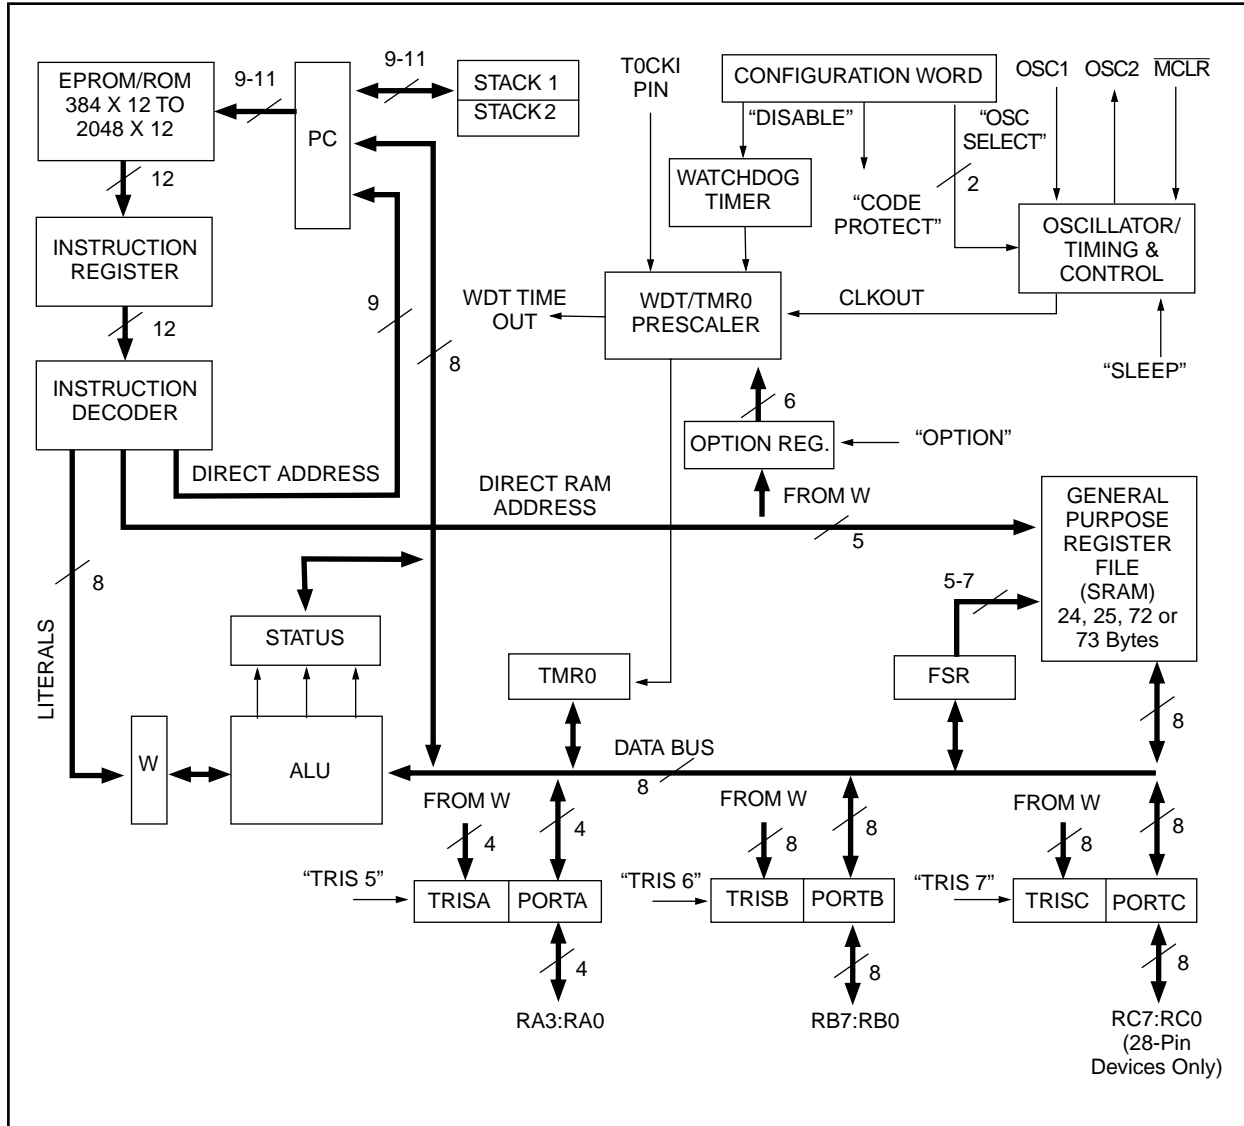 EPROM/ROM
384 X 12 TO
2048 X 12
9-11
PC
9-11
STACK 1
STACK 2
T0CKI
PIN
CONFIGURATION WORD
OSC1
OSC2
MCLR
“DISABLE”
“OSC
SELECT”
2
WATCHDOG
TIMER
“CODE
PROTECT”
OSCILLATOR/
TIMING &
CONTROL
12
INSTRUCTION
REGISTER
9
8
WDT TIME
OUT
WDT/TMR0
PRESCALER
CLKOUT
“SLEEP”
12
INSTRUCTION
DECODER
6
OPTION REG.
“OPTION”
DIRECT ADDRESS
DIRECT RAM
ADDRESS
FROM W
5
GENERAL
PURPOSE
REGISTER
FILE
(SRAM)
24, 25, 72 or
73 Bytes
8
LITERALS
5-7
STATUS
TMR0
FSR
8
W
ALU
DATA BUS
8
FROM W
4
4
FROM W
8
8
FROM W
8
8
“TRIS 5”
TRISA
PORTA
“TRIS 6”
TRISB
PORTB
“TRIS 7”
TRISC
PORTC
4
8
8
RA3:RA0
RB7:RB0
RC7:RC0
(28-Pin
Devices Only)